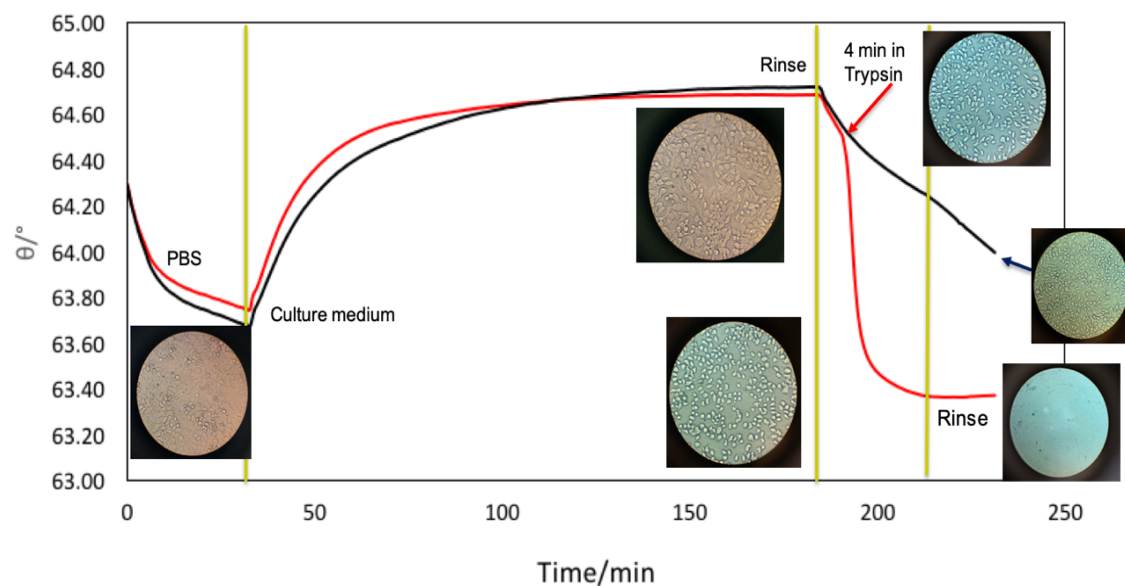 65.00
64.80
64.60
64.40
64.20
64.00
63.80
63.60
63.40
63.20
63.00
θ/°
0
50
100
150
200
250
Time/min
PBS
Culture medium
Rinse
4 min in
Trypsin
Rinse